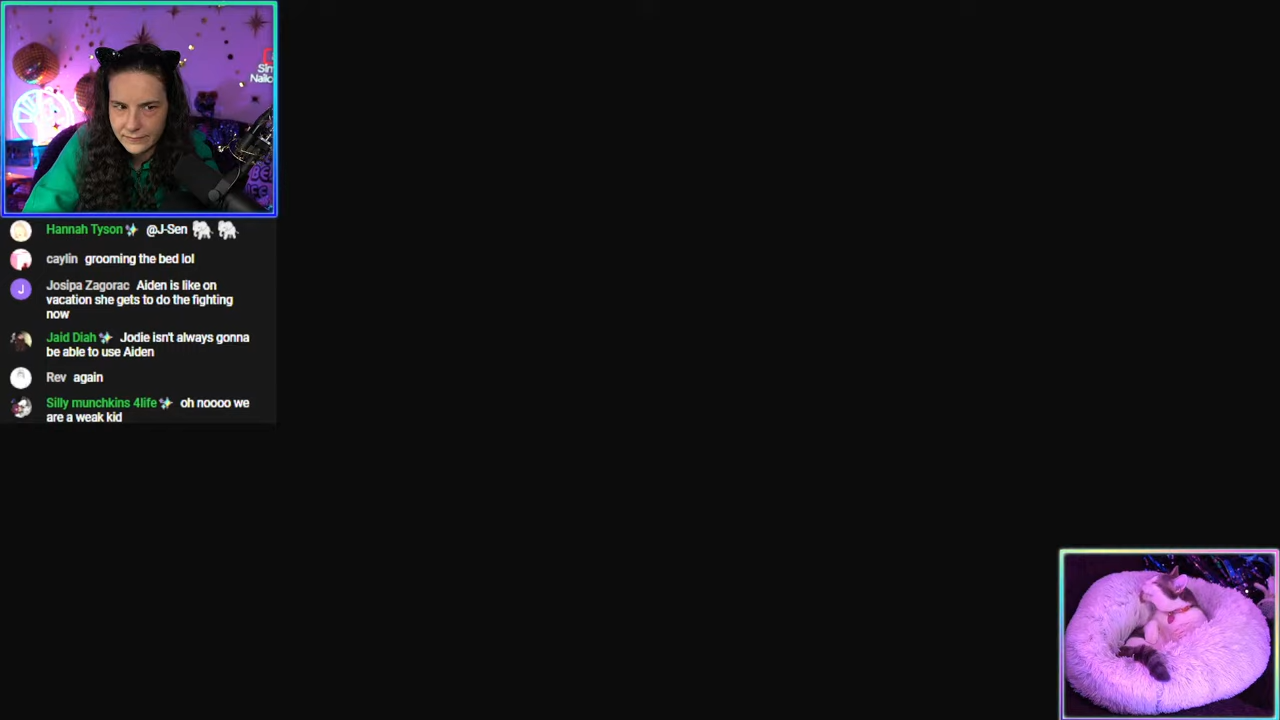 Hannah Tyson @J-Sen
caylin grooming the bed lol
Josipa Zagorac Aiden is like on
vacation she gets to do the fighting
now
Jaid Diah Jodie isn't always gonna
be able to use Aiden
Rev again
Silly munchkins 4life oh noooo we
are a weak kid
J